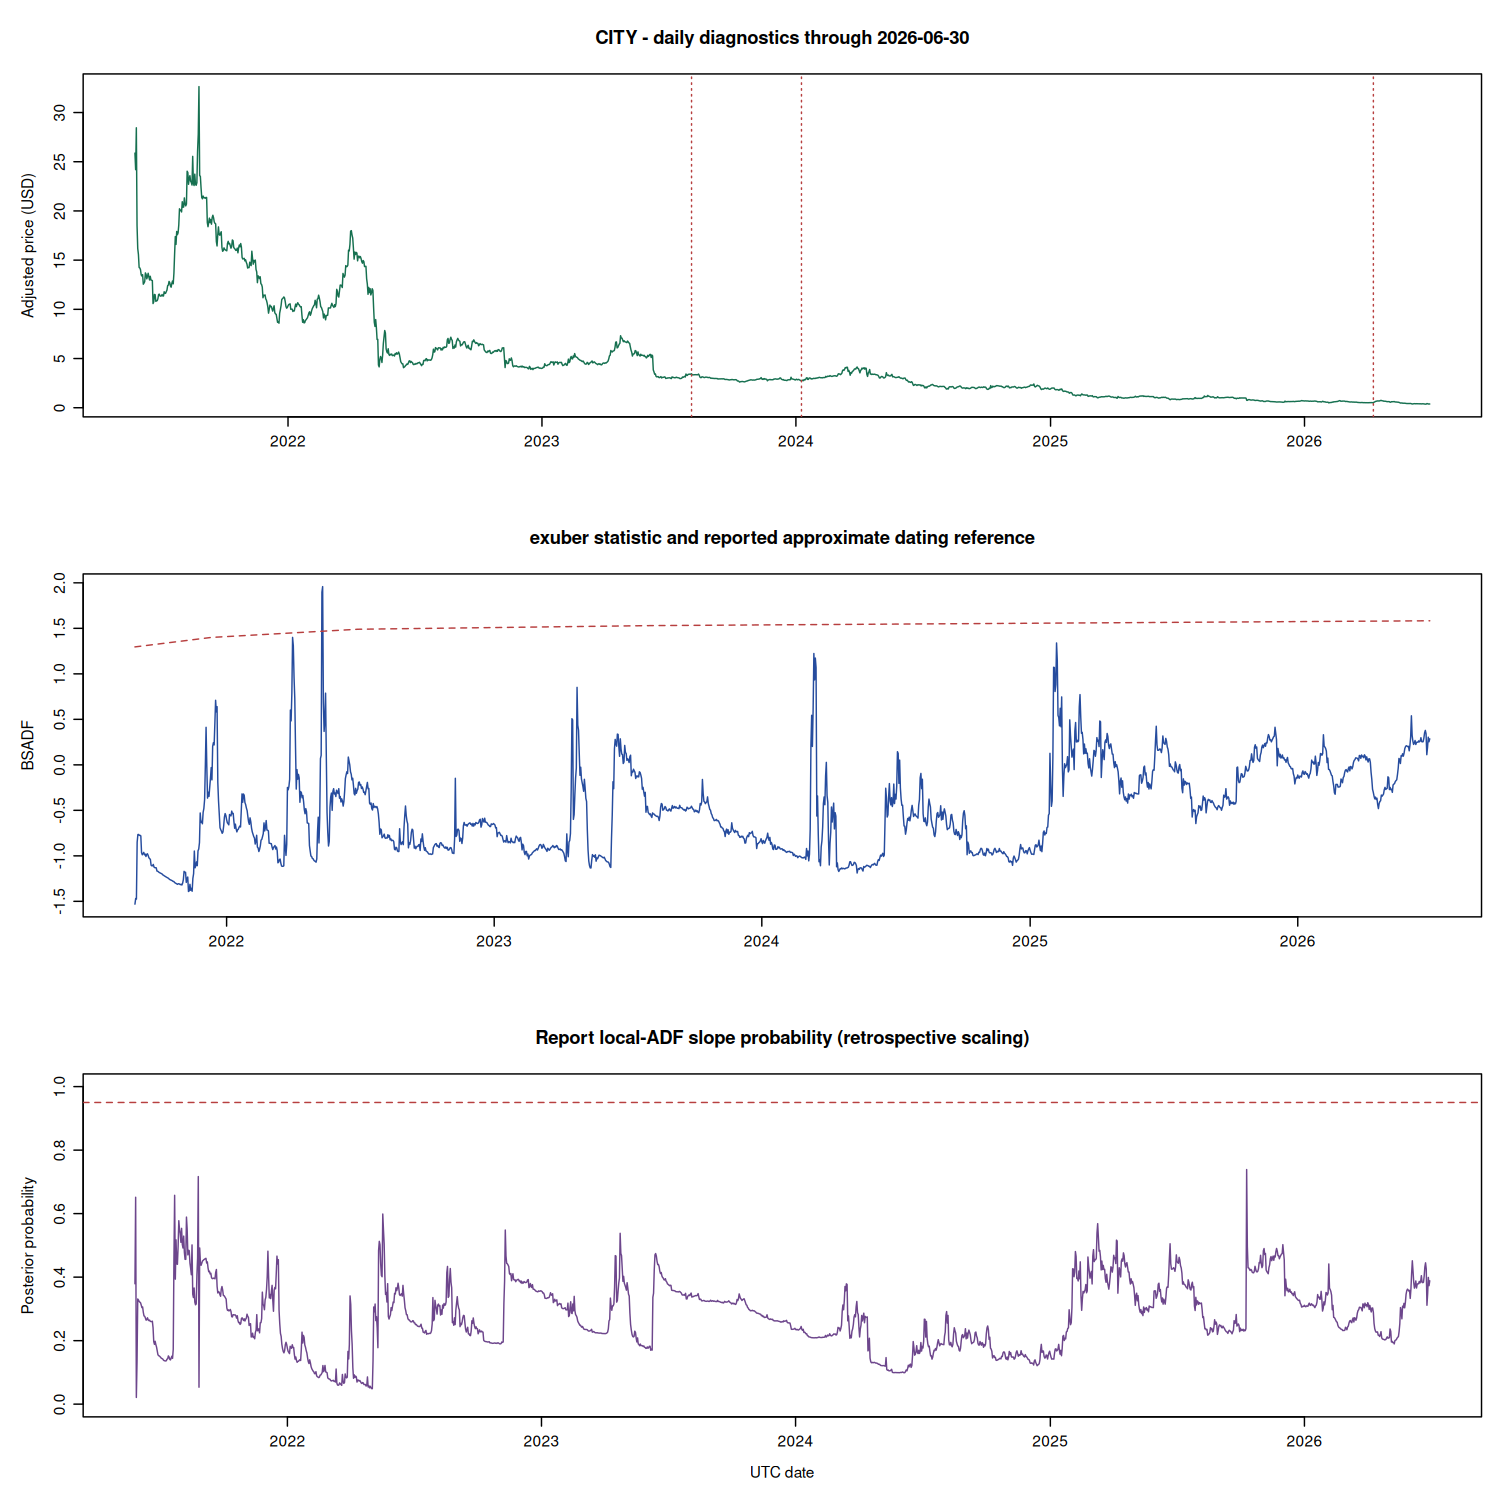 CITY - daily diagnostics through 2026-06-30
Adjusted price (USD)
30
25
20
15
10
5
0
2022 2023 2024 2025 2026
exuber statistic and reported approximate dating reference
BSADF
2.0
1.5
1.0
0.5
0.0
-0.5
-1.0
-1.5
2022 2023 2024 2025 2026
Report local-ADF slope probability (retrospective scaling)
Posterior probability
1.0
0.8
0.6
0.4
0.2
0.0
2022 2023 2024 2025 2026
UTC date